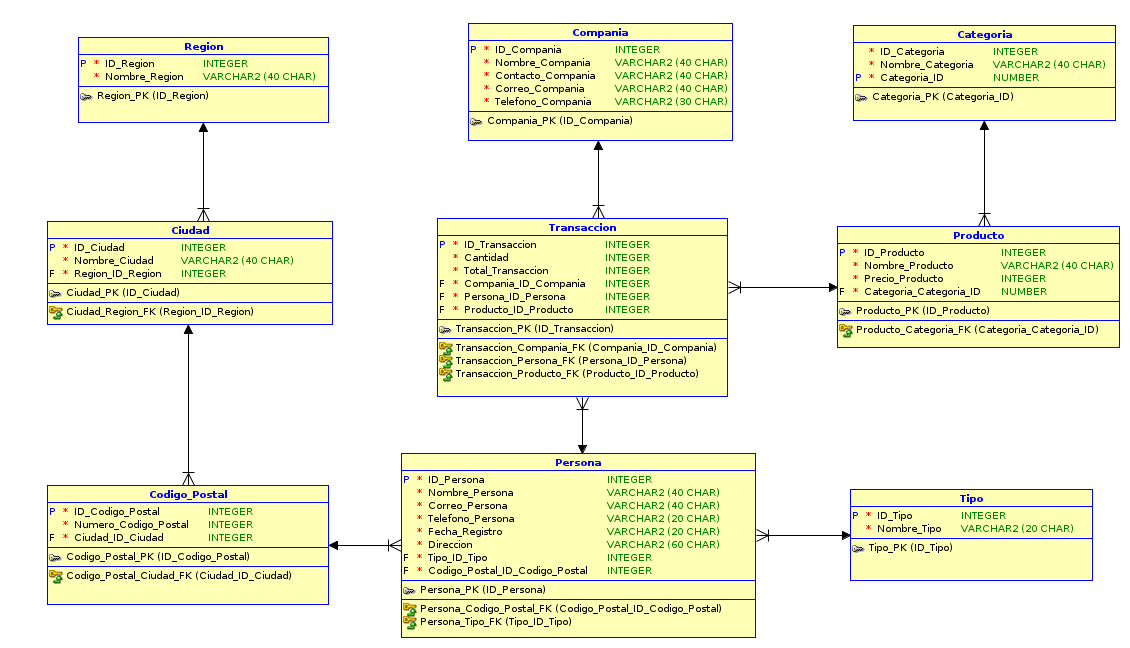 Region
P * ID_Region INTEGER
* Nombre_Region VARCHAR2 (40 CHAR)
Region_PK (ID_Region)
Compania
P * ID_Compania INTEGER
* Nombre_Compania VARCHAR2 (40 CHAR)
* Contacto_Compania VARCHAR2 (40 CHAR)
* Correo_Compania VARCHAR2 (40 CHAR)
* Telefono_Compania VARCHAR2 (30 CHAR)
Compania_PK (ID_Compania)
Categoria
* ID_Categoria INTEGER
* Nombre_Categoria VARCHAR2 (40 CHAR)
P * Categoria_ID NUMBER
Categoria_PK (Categoria_ID)
Ciudad
P * ID_Ciudad INTEGER
* Nombre_Ciudad VARCHAR2 (40 CHAR)
F * Region_ID_Region INTEGER
Ciudad_PK (ID_Ciudad)
Ciudad_Region_FK (Region_ID_Region)
Transaccion
P * ID_Transaccion INTEGER
* Cantidad INTEGER
* Total_Transaccion INTEGER
F * Compania_ID_Compania INTEGER
F * Persona_ID_Persona INTEGER
F * Producto_ID_Producto INTEGER
Transaccion_PK (ID_Transaccion)
Transaccion_Compania_FK (Compania_ID_Compania)
Transaccion_Persona_FK (Persona_ID_Persona)
Transaccion_Producto_FK (Producto_ID_Producto)
Producto
P * ID_Producto INTEGER
* Nombre_Producto VARCHAR2 (40 CHAR)
* Precio_Producto INTEGER
F * Categoria_Categoria_ID NUMBER
Producto_PK (ID_Producto)
Producto_Categoria_FK (Categoria_Categoria_ID)
Codigo_Postal
P * ID_Codigo_Postal INTEGER
* Numero_Codigo_Postal INTEGER
F * Ciudad_ID_Ciudad INTEGER
Codigo_Postal_PK (ID_Codigo_Postal)
Codigo_Postal_Ciudad_FK (Ciudad_ID_Ciudad)
Persona
P * ID_Persona INTEGER
* Nombre_Persona VARCHAR2 (40 CHAR)
* Correo_Persona VARCHAR2 (40 CHAR)
* Telefono_Persona VARCHAR2 (20 CHAR)
* Fecha_Registro VARCHAR2 (20 CHAR)
* Direccion VARCHAR2 (60 CHAR)
F * Tipo_ID_Tipo INTEGER
F * Codigo_Postal_ID_Codigo_Postal INTEGER
Persona_PK (ID_Persona)
Persona_Codigo_Postal_FK (Codigo_Postal_ID_Codigo_Postal)
Persona_Tipo_FK (Tipo_ID_Tipo)
Tipo
P * ID_Tipo INTEGER
* Nombre_Tipo VARCHAR2 (20 CHAR)
Tipo_PK (ID_Tipo)